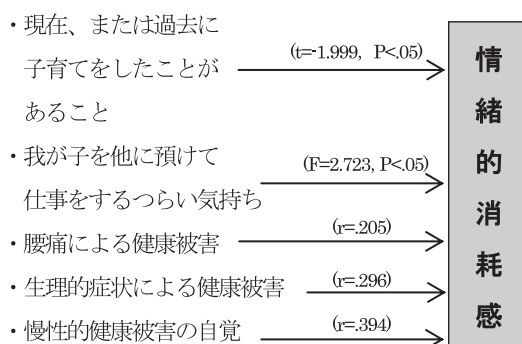 ・現在、または過去に
子育てをしたことが
あること
(t=-1.999, P<.05)
・我が子を他に預けて
仕事をするつらい気持ち
(F=2.723, P<.05)
・腰痛による健康被害
(r=.205)
・生理的症状による健康被害
(r=.296)
・慢性的健康被害の自覚
(r=.394)
情緒的消耗感